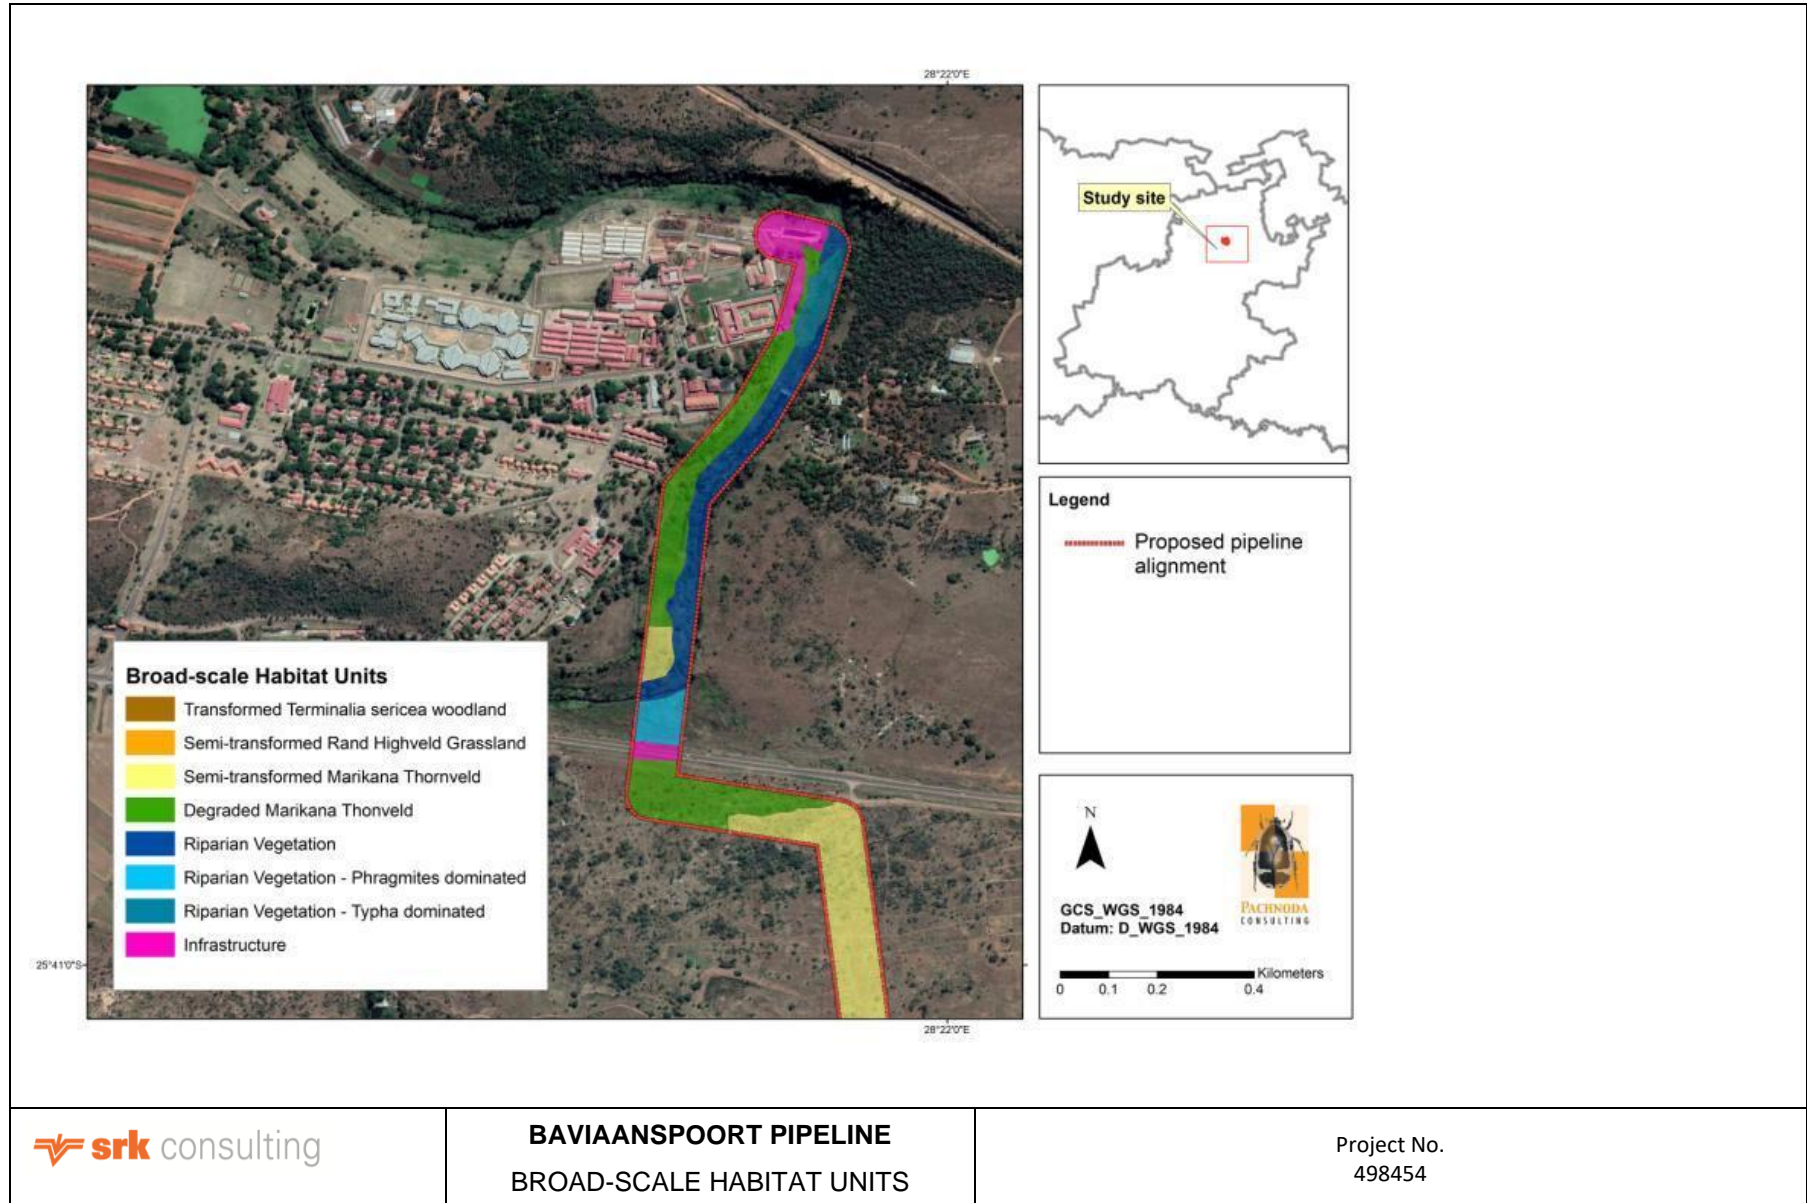 28°22'0"E
Study site
Legend
Proposed pipeline
alignment
Broad-scale Habitat Units
Transformed Terminalia sericea woodland
Semi-transformed Rand Highveld Grassland
Semi-transformed Marikana Thornveld
Degraded Marikana Thonveld
Riparian Vegetation
Riparian Vegetation - Phragmites dominated
Riparian Vegetation - Typha dominated
Infrastructure
25°41'0"S
28°22'0"E
N
PACHNODA
CONSULTING
GCS_WGS_1984
Datum: D_WGS_1984
Kilometers
0 0.1 0.2 0.4
srk consulting
BAVIAANSPOORT PIPELINE
BROAD-SCALE HABITAT UNITS
Project No.
498454